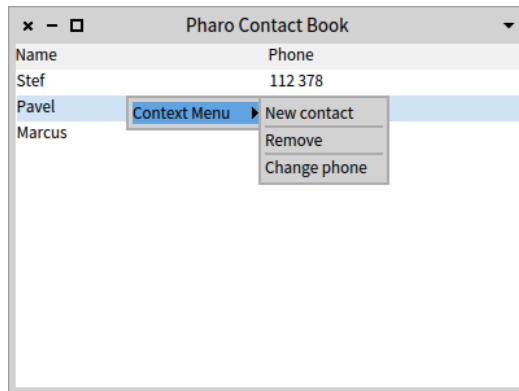 Pharo Contact Book
Name Phone
Stef 112 378
Pavel
Context Menu New contact
Marcus
Remove
Change phone